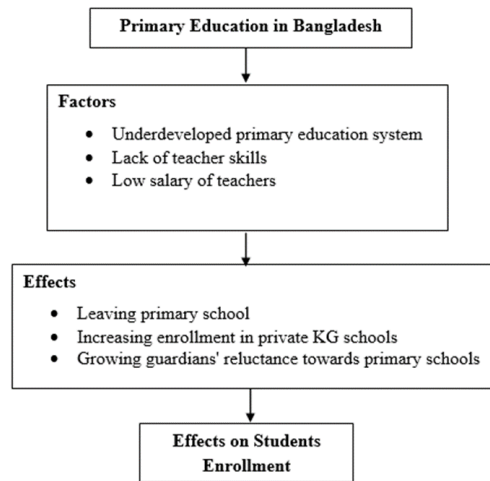 Primary Education in Bangladesh
Factors
• Underdeveloped primary education system
• Lack of teacher skills
• Low salary of teachers
Effects
• Leaving primary school
• Increasing enrollment in private KG schools
• Growing guardians' reluctance towards primary schools
Effects on Students
Enrollment